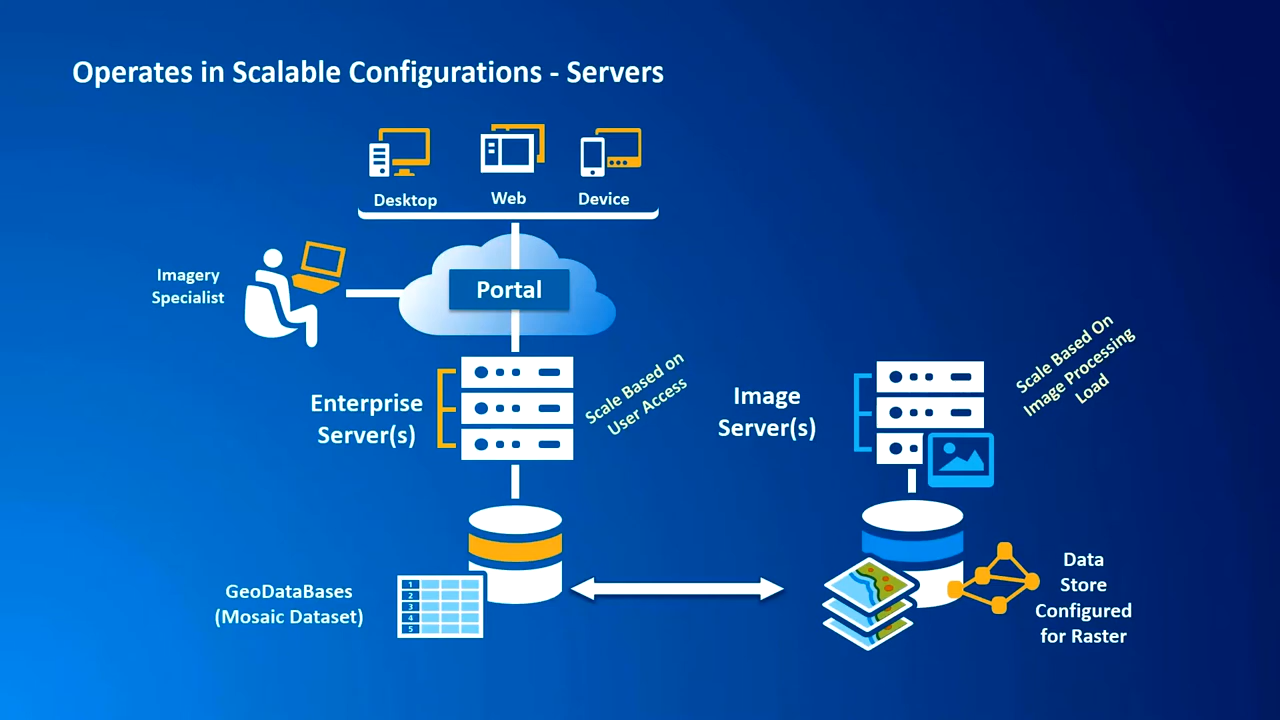 Operates in Scalable Configurations - Servers
Desktop
Web
Device
Imagery
Specialist
Portal
Enterprise
Server(s)
Scale Based on
User Access
Image
Server(s)
Scale Based On
Image Processing
Load
GeoDataBases
(Mosaic Dataset)
1
2
3
4
5
Data
Store
Configured
for Raster